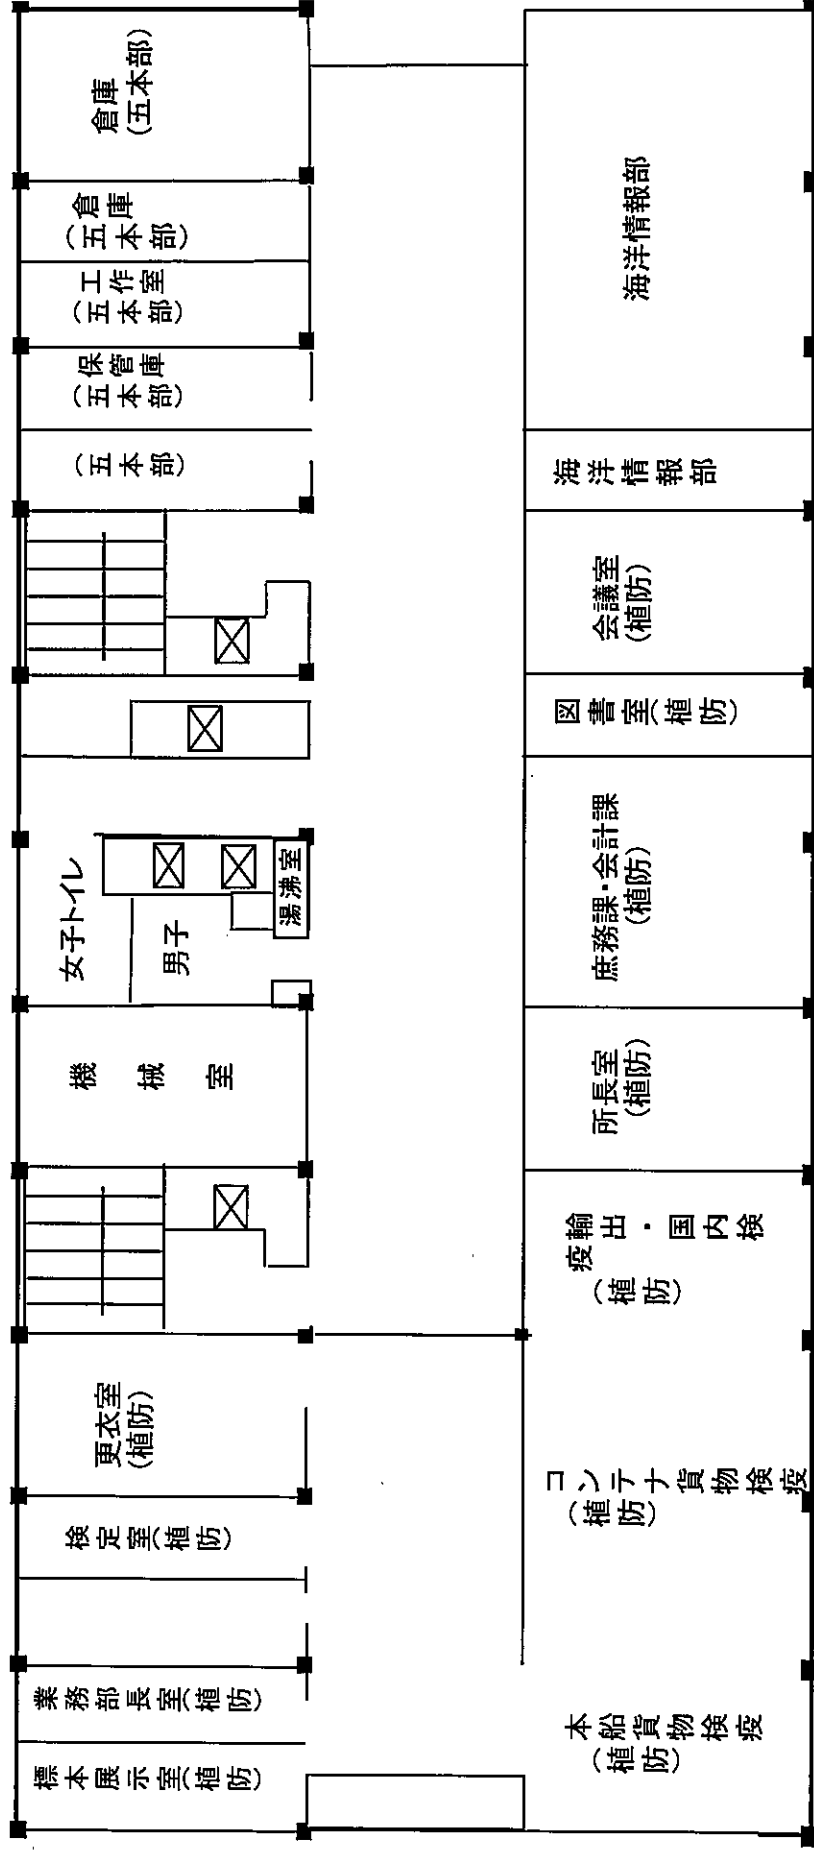 標本展示室(植防)
業務部長室(植防)
検定室(植防)
更衣室
(植防)
機械室
女子トイレ
男子
湯沸室
(五本部)
保管庫
(五本部)
工作室
(五本部)
倉庫
(五本部)
倉庫
(五本部)
本船貨物検疫
(植防)
コンテナ貨物検疫
(植防)
輸出・国内検
疫
(植防)
所長室
(植防)
庶務課・会計課
(植防)
図書室(植防)
会議室
(植防)
海洋情報部
海洋情報部